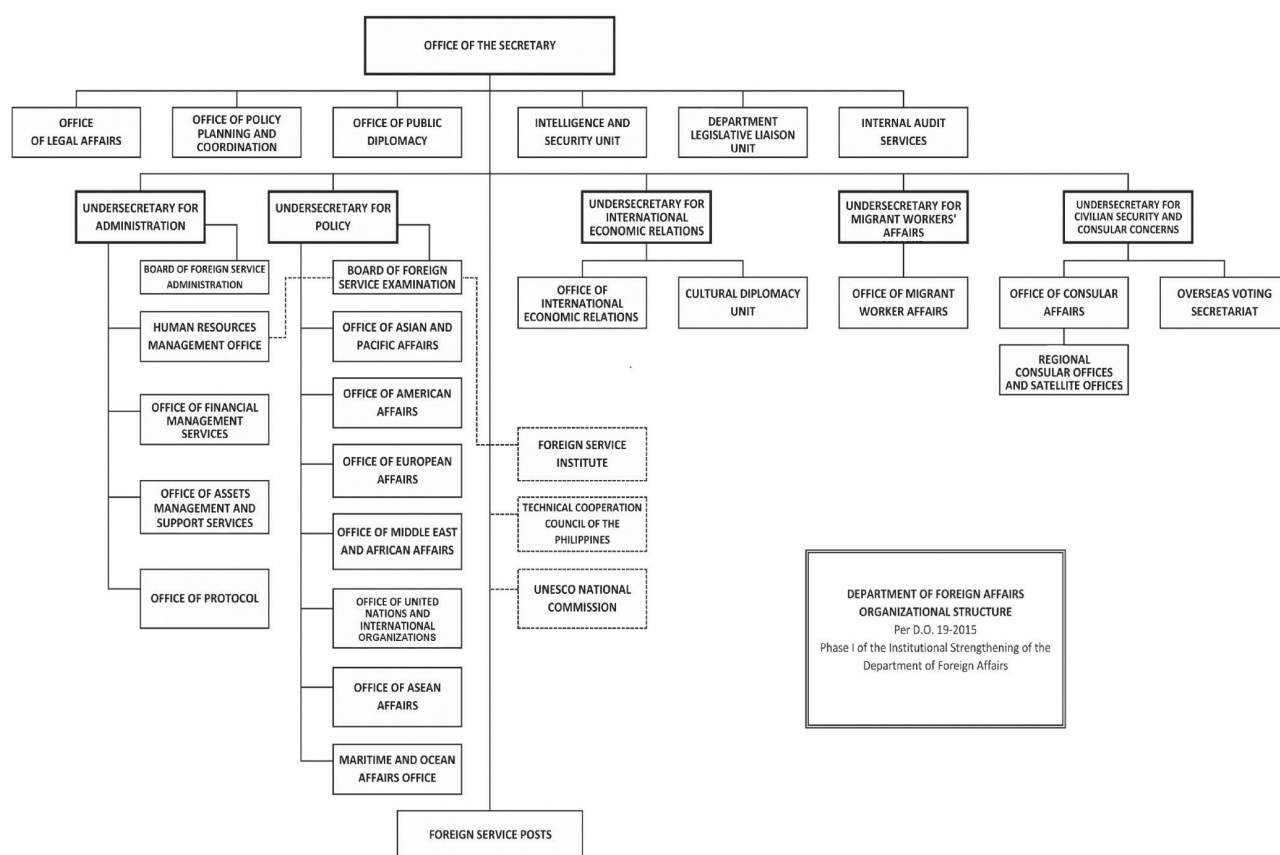 OFFICE OF THE SECRETARY
OFFICE
OF LEGAL AFFAIRS
OFFICE OF POLICY
PLANNING AND
COORDINATION
OFFICE OF PUBLIC
DIPLOMACY
INTELLIGENCE AND
SECURITY UNIT
DEPARTMENT
LEGISLATIVE LIAISON
UNIT
INTERNAL AUDIT
SERVICES
UNDERSECRETARY FOR
ADMINISTRATION
UNDERSECRETARY FOR
POLICY
UNDERSECRETARY FOR
INTERNATIONAL
ECONOMIC RELATIONS
UNDERSECRETARY FOR
MIGRANT WORKERS'
AFFAIRS
UNDERSECRETARY FOR
CIVILIAN SECURITY AND
CONSULAR CONCERNS
BOARD OF FOREIGN SERVICE
ADMINISTRATION
HUMAN RESOURCES
MANAGEMENT OFFICE
OFFICE OF FINANCIAL
MANAGEMENT
SERVICES
OFFICE OF ASSETS
MANAGEMENT AND
SUPPORT SERVICES
OFFICE OF PROTOCOL
BOARD OF FOREIGN
SERVICE EXAMINATION
OFFICE OF ASIAN AND
PACIFIC AFFAIRS
OFFICE OF AMERICAN
AFFAIRS
OFFICE OF EUROPEAN
AFFAIRS
OFFICE OF MIDDLE EAST
AND AFRICAN AFFAIRS
OFFICE OF UNITED
NATIONS AND
INTERNATIONAL
ORGANIZATIONS
OFFICE OF ASEAN
AFFAIRS
MARITIME AND OCEAN
AFFAIRS OFFICE
OFFICE OF
INTERNATIONAL
ECONOMIC RELATIONS
CULTURAL DIPLOMACY
UNIT
OFFICE OF MIGRANT
WORKER AFFAIRS
OFFICE OF CONSULAR
AFFAIRS
OVERSEAS VOTING
SECRETARIAT
REGIONAL
CONSULAR OFFICES
AND SATELLITE OFFICES
FOREIGN SERVICE
INSTITUTE
TECHNICAL COOPERATION
COUNCIL OF THE
PHILIPPINES
UNESCO NATIONAL
COMMISSION
FOREIGN SERVICE POSTS
DEPARTMENT OF FOREIGN AFFAIRS
ORGANIZATIONAL STRUCTURE
Per D.O. 19-2015
Phase I of the Institutional Strengthening of the
Department of Foreign Affairs